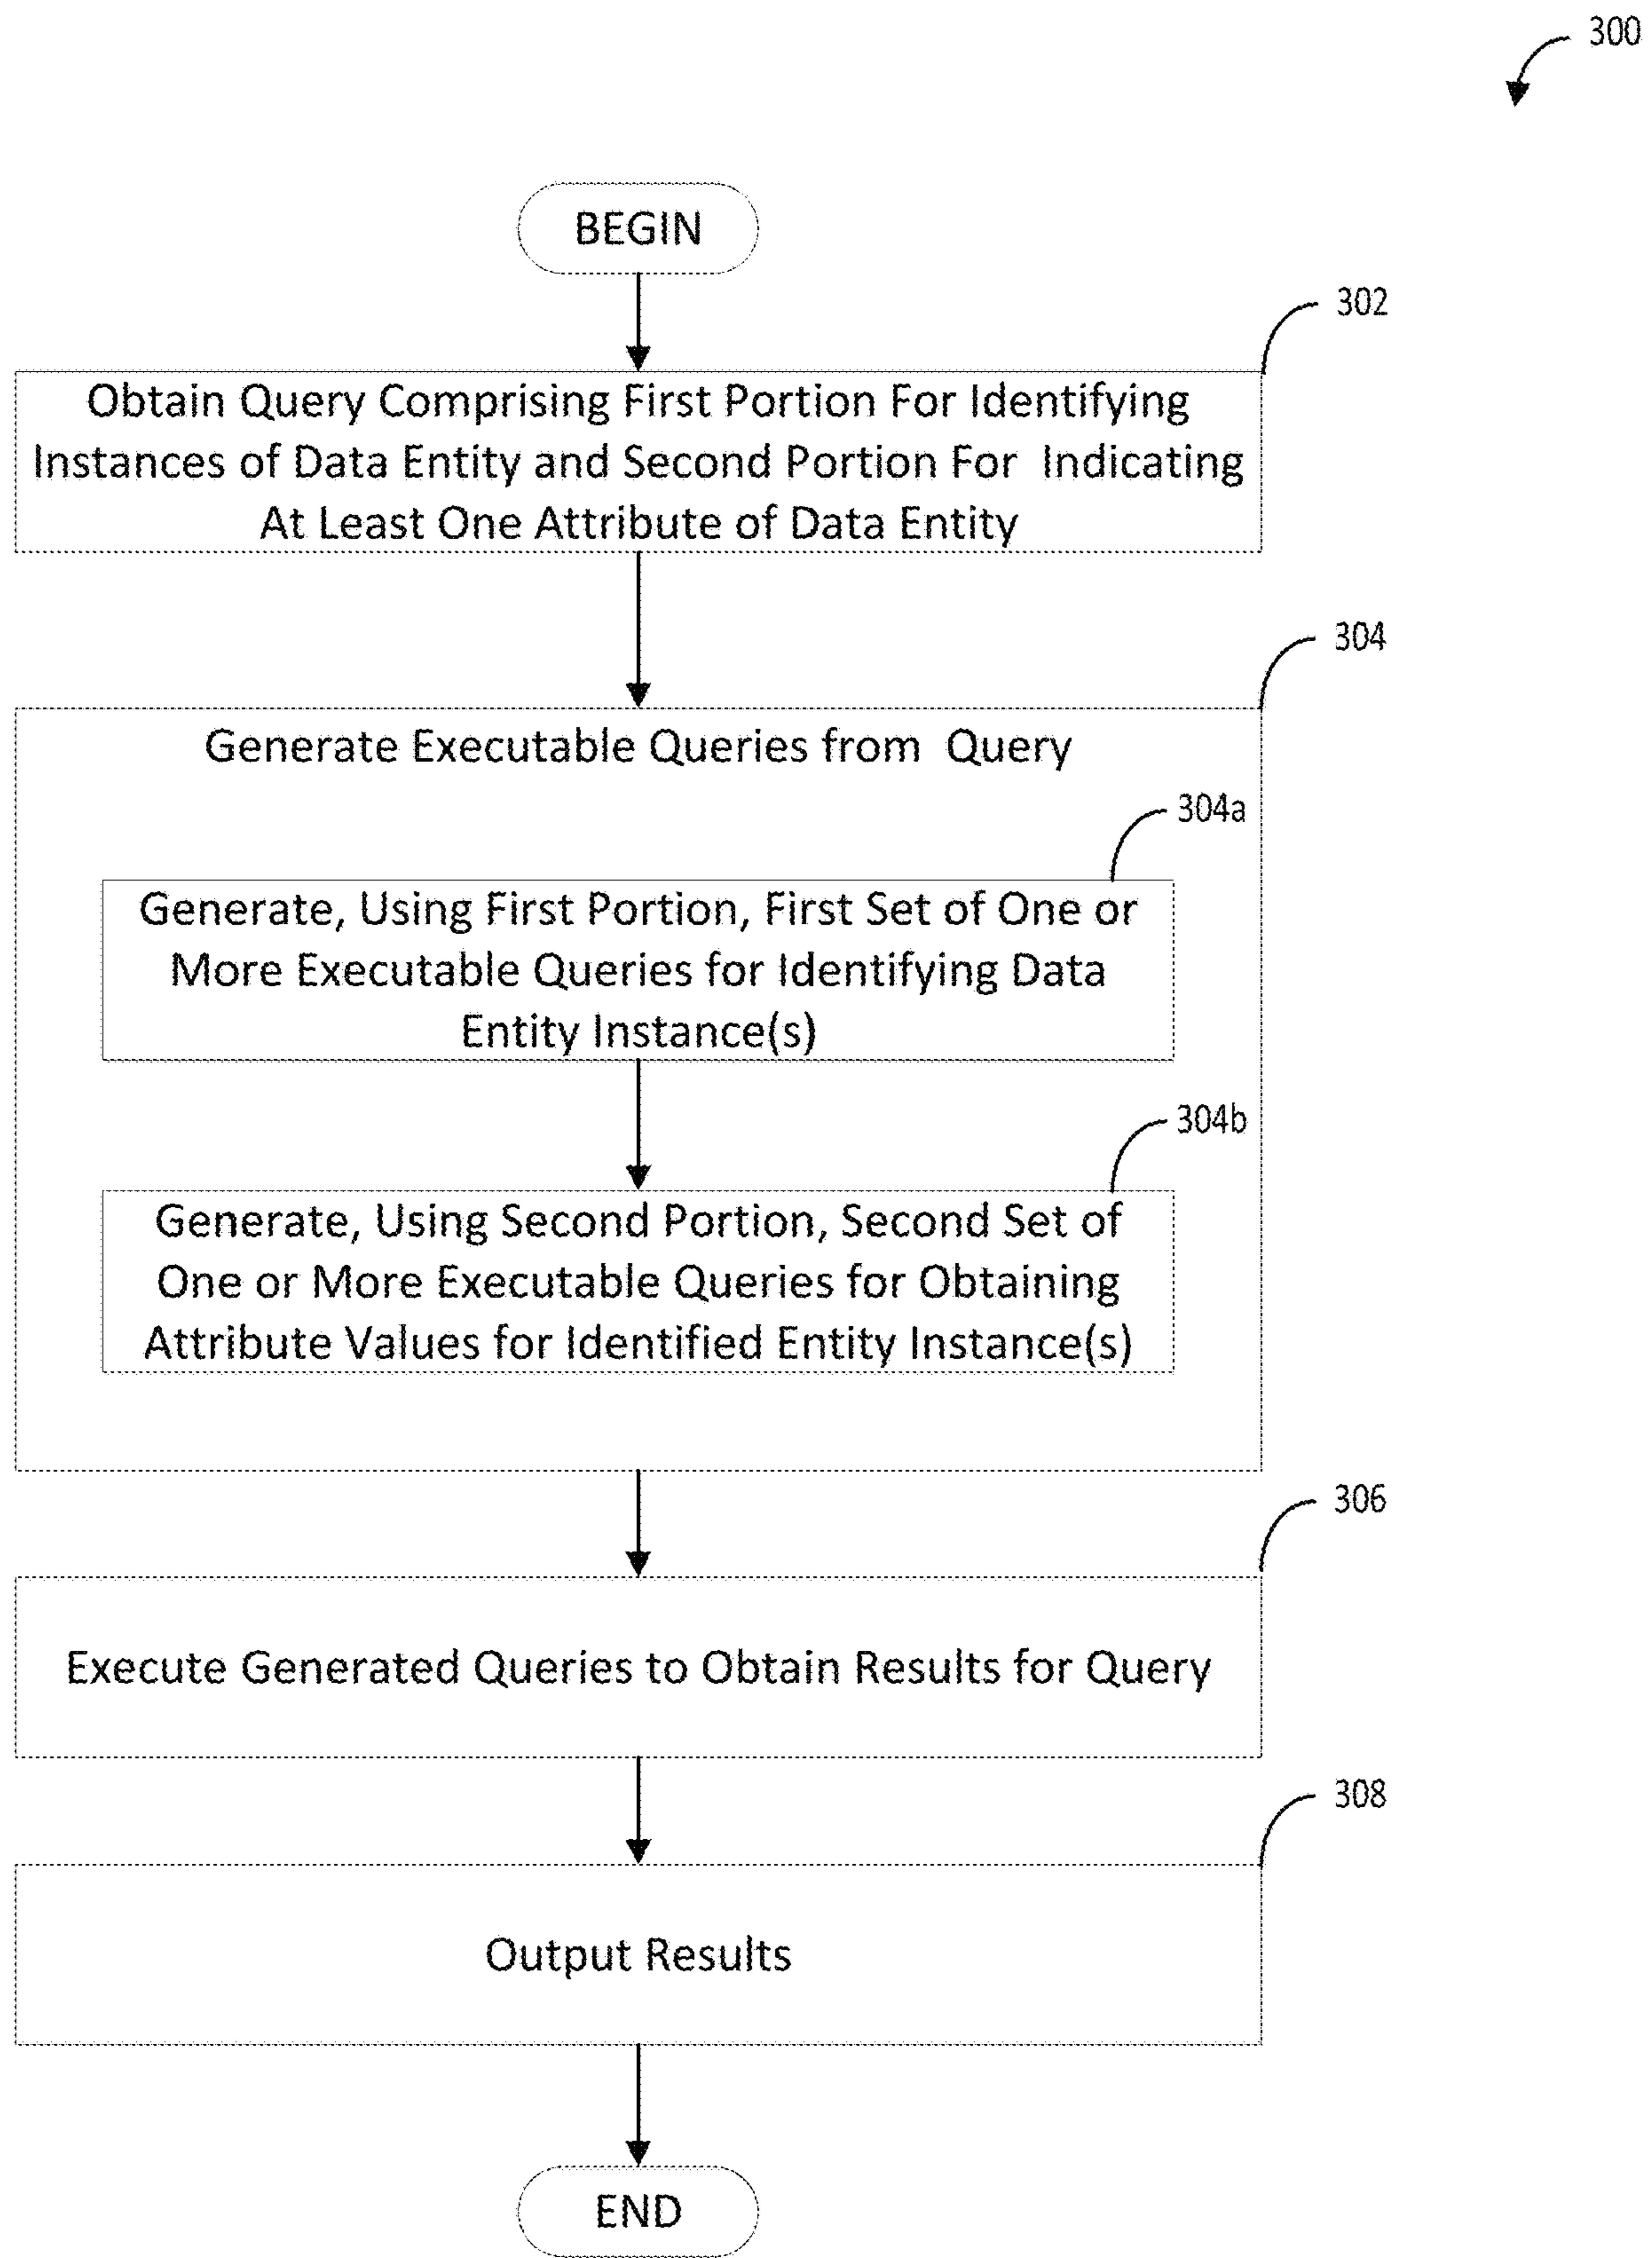 300
BEGIN
302
Obtain Query Comprising First Portion For Identifying
Instances of Data Entity and Second Portion For Indicating
At Least One Attribute of Data Entity
304
Generate Executable Queries from Query
304a
Generate, Using First Portion, First Set of One or
More Executable Queries for Identifying Data
Entity Instance(s)
304b
Generate, Using Second Portion, Second Set of
One or More Executable Queries for Obtaining
Attribute Values for Identified Entity Instance(s)
306
Execute Generated Queries to Obtain Results for Query
308
Output Results
END